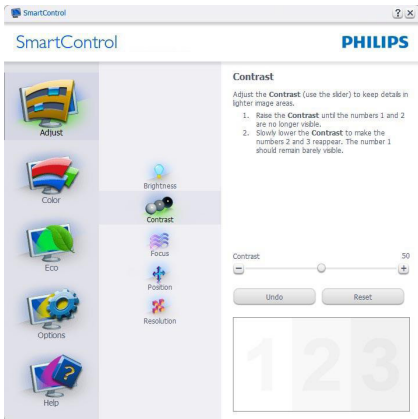 SmartControl
SmartControl
PHILIPS
Adjust
Color
Eco
Options
Help
Brightness
Contrast
Focus
Position
Resolution
Contrast
Adjust the Contrast (use the slider) to keep details in
lighter image areas.
1. Raise the Contrast until the numbers 1 and 2
are no longer visible.
2. Slowly lower the Contrast to make the
numbers 2 and 3 reappear. The number 1
should remain barely visible.
Contrast 50
Undo Reset
1 2 3